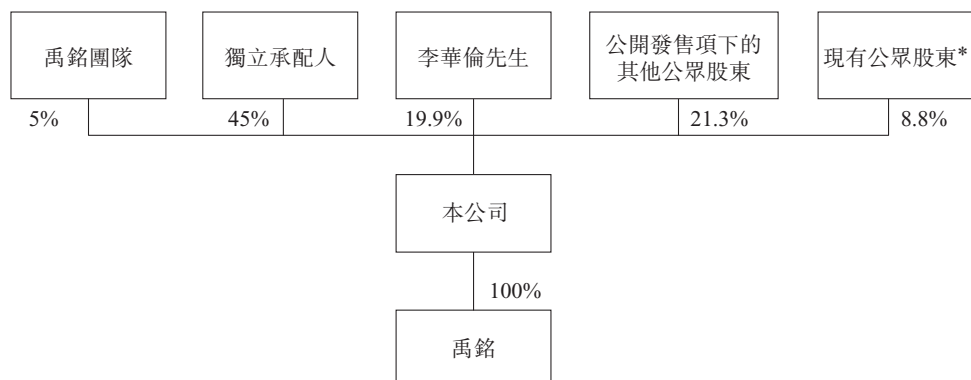 禹銘團隊
獨立承配人
李華倫先生
公開發售項下的
其他公眾股東
現有公眾股東*
5%
45%
19.9%
21.3%
8.8%
本公司
100%
禹銘